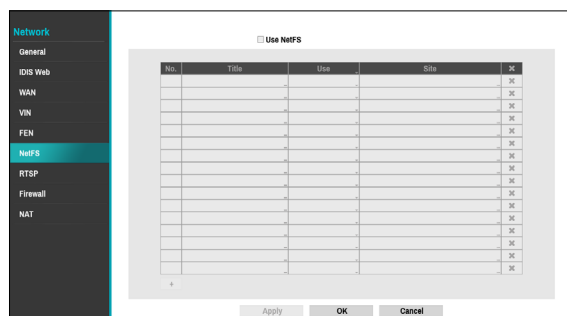 Network
General
IDIS Web
WAN
VIN
FEN
NetFS
RTSP
Firewall
NAT
Use NetFS
No. Title Use Site
+
Apply OK Cancel